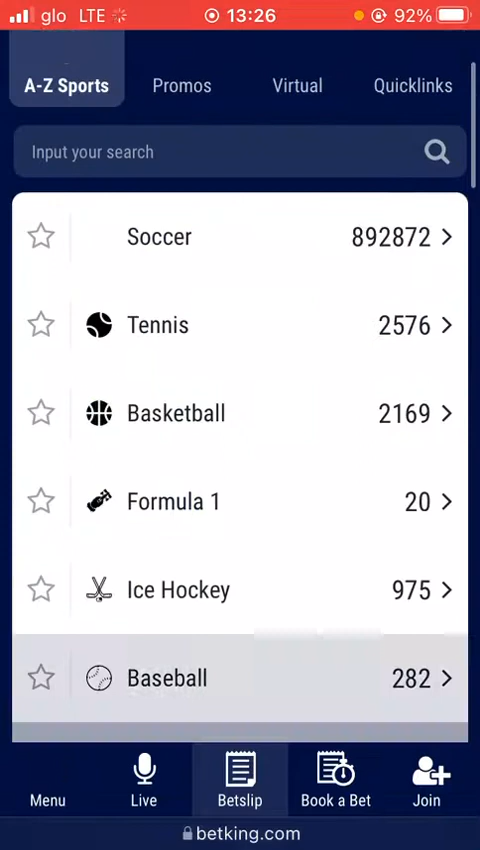 glo LTE 13:26 92%
A-Z Sports Promos Virtual Quicklinks
Input your search
Soccer 892872
Tennis 2576
Basketball 2169
Formula 1 20
Ice Hockey 975
Baseball 282
Menu Live Betslip Book a Bet Join
betking.com